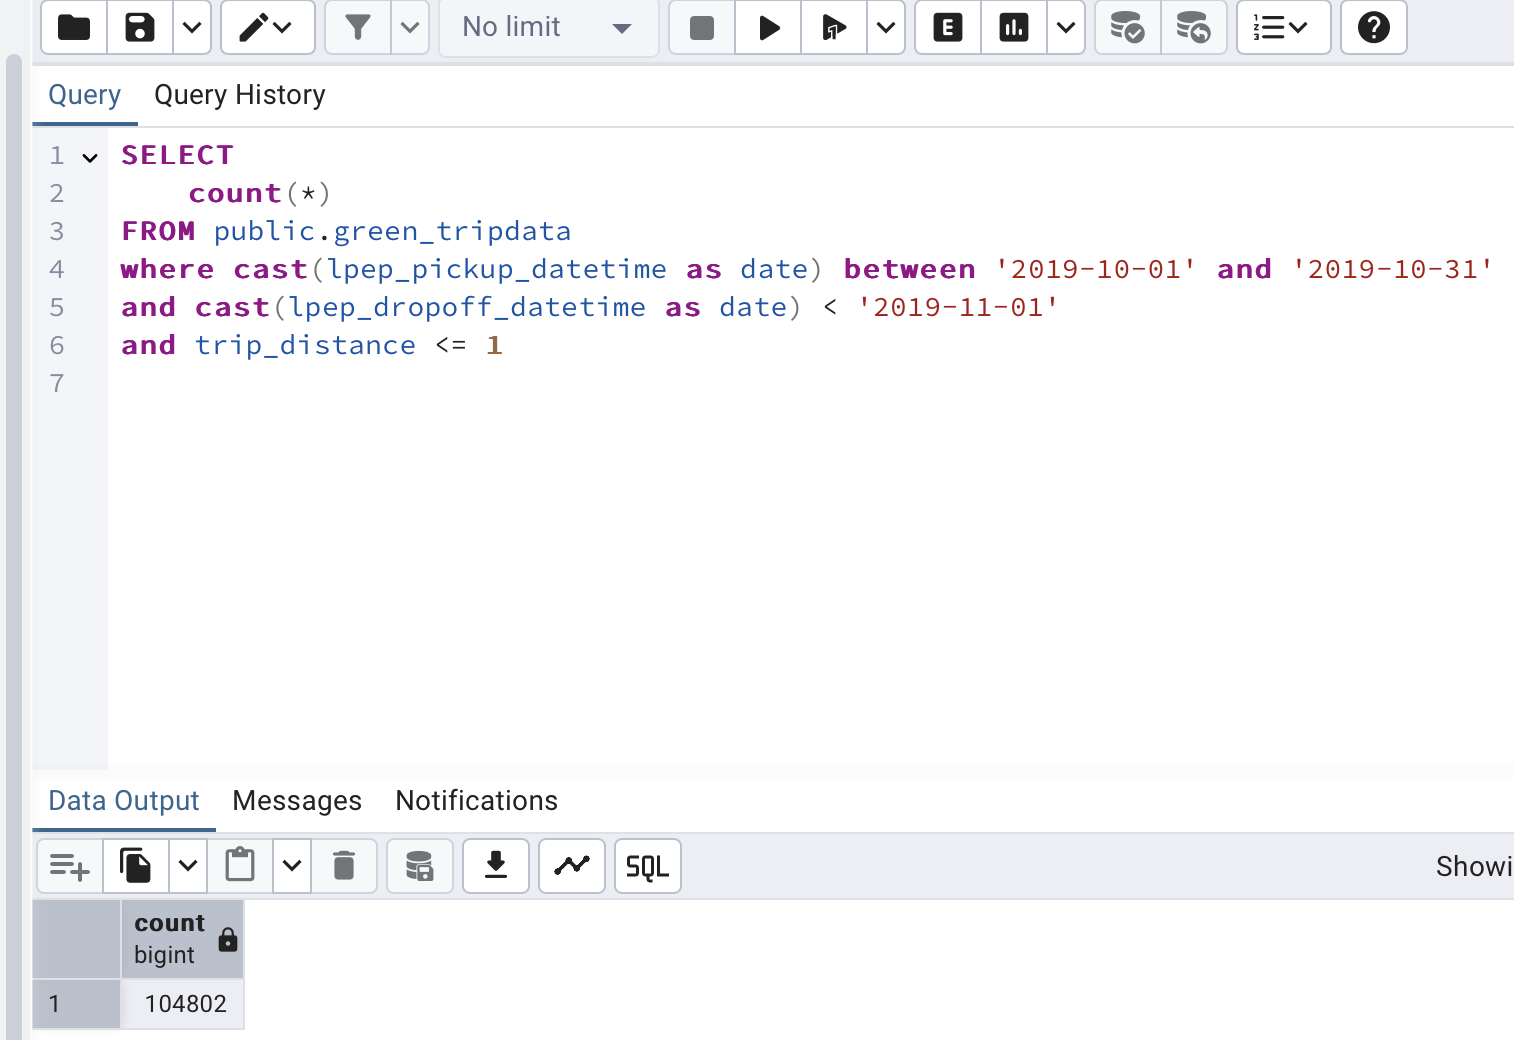 No limit
E
Query Query History
1 SELECT
2 count(*)
3 FROM public.green_tripdata
4 where cast(lpep_pickup_datetime as date) between '2019-10-01' and '2019-10-31'
5 and cast(lpep_dropoff_datetime as date) < '2019-11-01'
6 and trip_distance <= 1
7
Data Output Messages Notifications
SQL Showi
count
bigint
1 104802